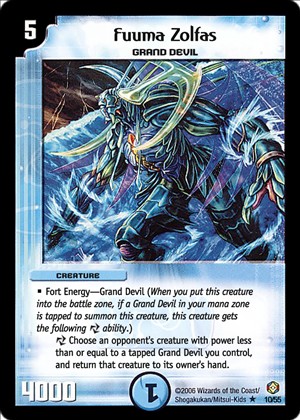 5
Fuuma Zolfas
GRAND DEVIL
CREATURE
▪ Fort Energy—Grand Devil (When you put this creature
into the battle zone, if a Grand Devil in your mana zone
is tapped to summon this creature, this creature gets
the following ability.)
Choose an opponent's creature with power less
than or equal to a tapped Grand Devil you control,
and return that creature to its owner's hand.
4000
1
©2006 Wizards of the Coast/
Shogakukan/Mitsui-Kids ★ 10/55